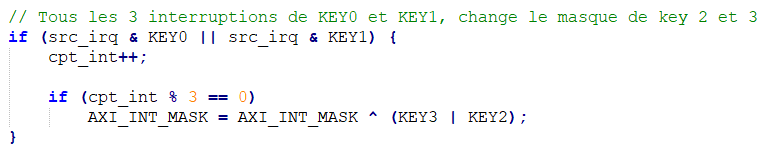 // Tous les 3 interruptions de KEY0 et KEY1, change le masque de key 2 et 3
if (src_irq & KEY0 || src_irq & KEY1) {
cpt_int++;
if (cpt_int % 3 == 0)
AXI_INT_MASK = AXI_INT_MASK ^ (KEY3 | KEY2);
}